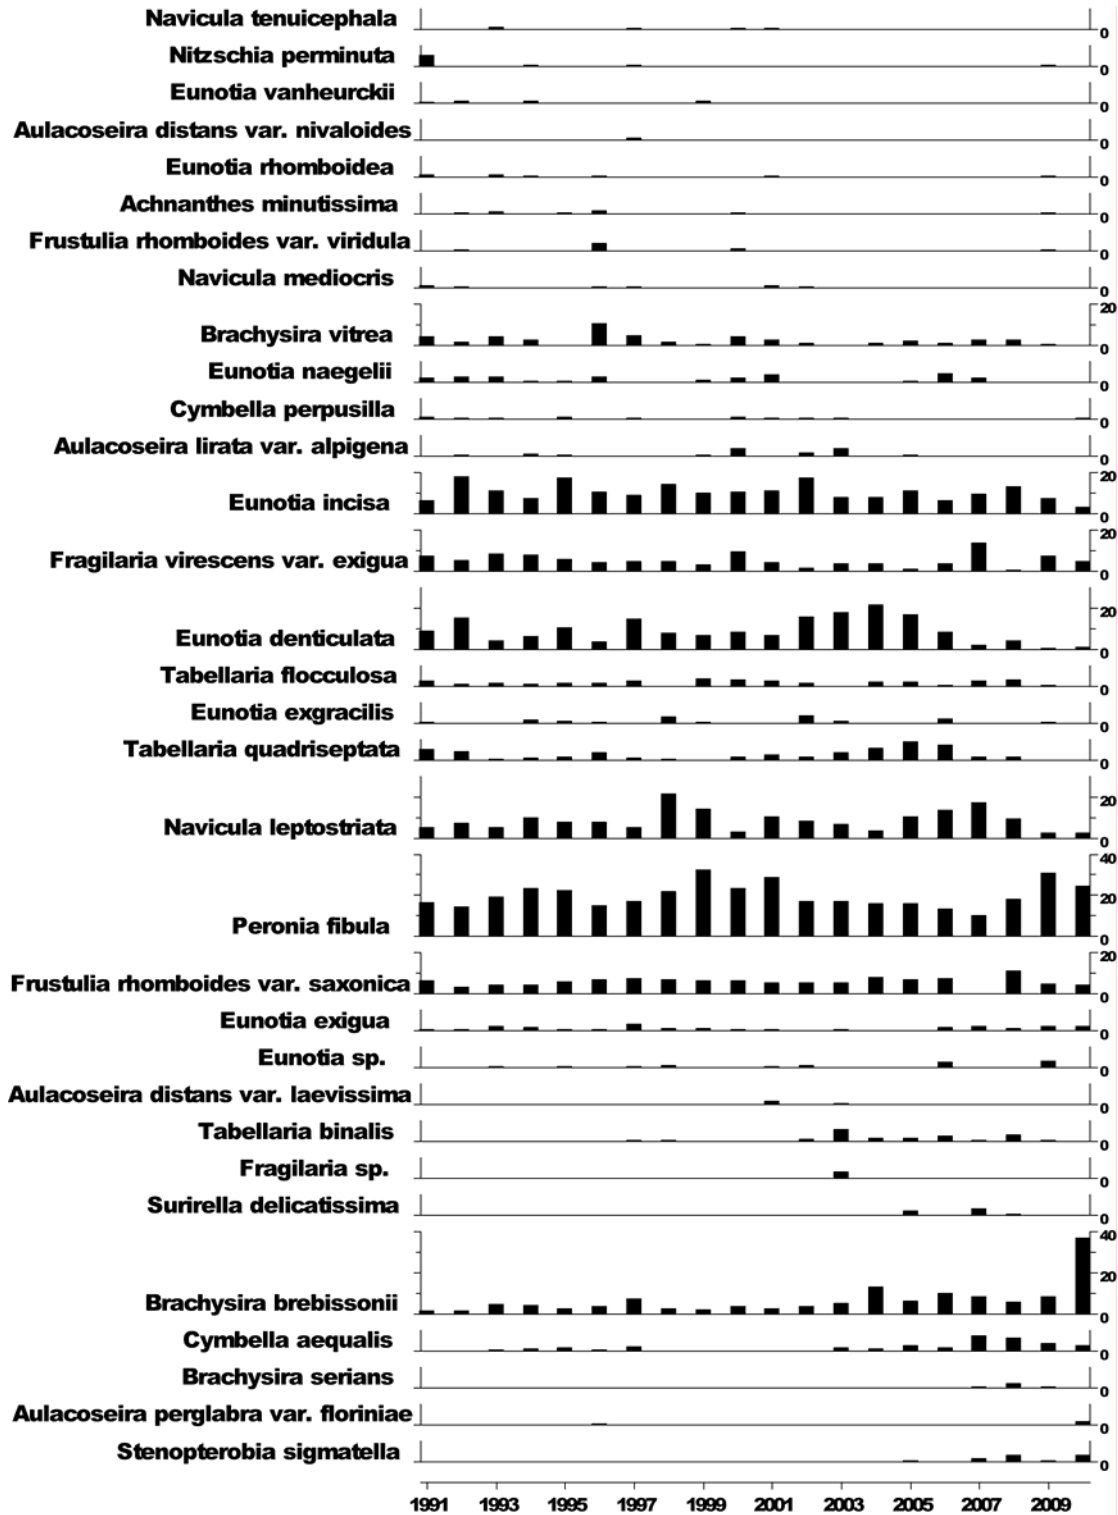 Navicula tenuicephala 0
Nitzschia perminuta 0
Eunotia vanheurckii 0
Aulacoseira distans var. nivaloides 0
Eunotia rhomboidea 0
Achnanthes minutissima 0
Frustulia rhomboides var. viridula 0
Navicula mediocris 0
20
Brachysira vitrea 0
Eunotia naegelii 0
Cymbella perpusilla 0
Aulacoseira lirata var. alpigena 0
20
Eunotia incisa 0
20
Fragilaria virescens var. exigua 0
20
Eunotia denticulata 0
Tabellaria flocculosa 0
Eunotia exgracilis 0
Tabellaria quadriseptata 0
20
Navicula leptostriata 0
40
20
Peronia fibula 0
20
Frustulia rhomboides var. saxonica 0
Eunotia exigua 0
Eunotia sp. 0
Aulacoseira distans var. laevissima 0
Tabellaria binalis 0
Fragilaria sp. 0
Surirella delicatissima 0
40
20
Brachysira brebissonii 0
Cymbella aequalis 0
Brachysira serians 0
Aulacoseira perglabra var. floriniae 0
Stenopterobia sigmatella 0
1991 1993 1995 1997 1999 2001 2003 2005 2007 2009